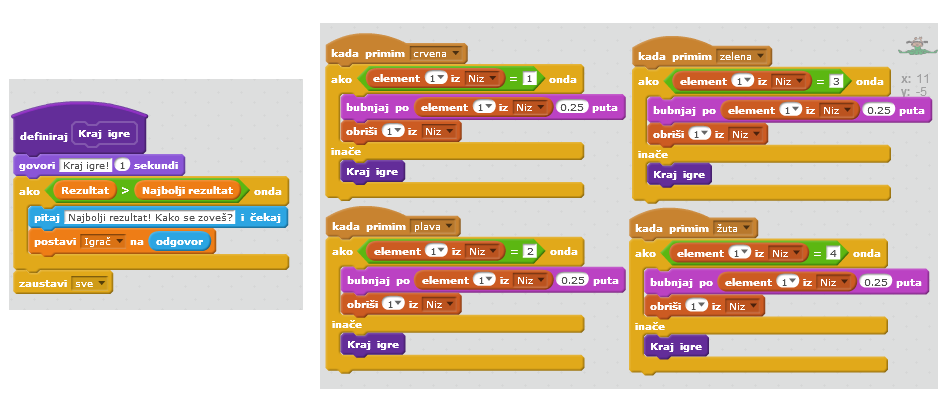 definiraj Kraj igre
govori Kraj igre! 1 sekundi
ako Rezultat > Najbolji rezultat onda
pitaj Najbolji rezultat! Kako se zoveš? i čekaj
postavi Igrač na odgovor
zaustavi sve
kada primim crvena
ako element 1 iz Niz = 1 onda
bubnjaj po element 1 iz Niz 0.25 puta
obriši 1 iz Niz
inače
Kraj igre
kada primim plava
ako element 1 iz Niz = 2 onda
bubnjaj po element 1 iz Niz 0.25 puta
obriši 1 iz Niz
inače
Kraj igre
kada primim zelena
ako element 1 iz Niz = 3 onda
bubnjaj po element 1 iz Niz 0.25 puta
obriši 1 iz Niz
inače
Kraj igre
kada primim žuta
ako element 1 iz Niz = 4 onda
bubnjaj po element 1 iz Niz 0.25 puta
obriši 1 iz Niz
inače
Kraj igre
x: 11
y: -5